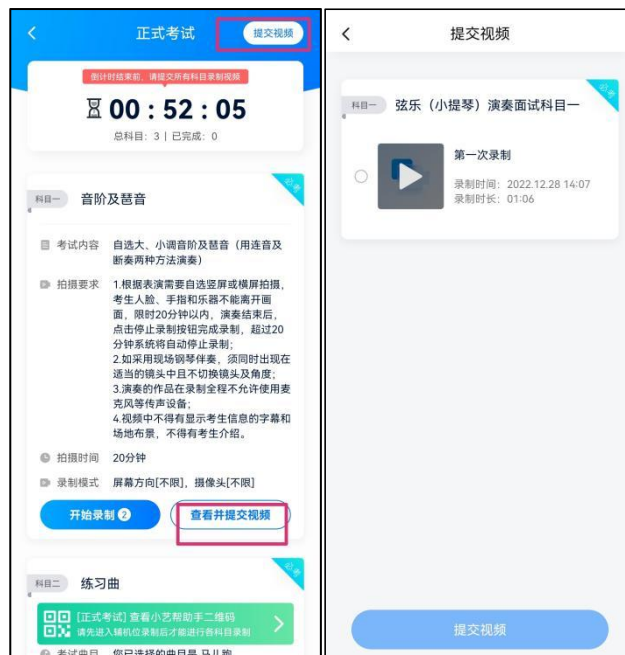 正式考试
提交视频
倒计时结束前，请提交所有科目录制视频
00 : 52 : 05
总科目：3 | 已完成：0
必考
科目一
音阶及琶音
考试内容
自选大、小调音阶及琶音（用连音及
断奏两种方法演奏）
拍摄要求
1.根据表演需要自选竖屏或横屏拍摄，
考生人脸、手指和乐器不能离开画
面，限时20分钟以内，演奏结束后，
点击停止录制按钮完成录制，超过20
分钟系统将自动停止录制；
2.如采用现场钢琴伴奏，须同时出现在
适当的镜头中且不切换镜头及角度；
3.演奏的作品在录制全程不允许使用麦
克风等传声设备；
4.视频中不得有显示考生信息的字幕和
场地布景，不得有考生介绍。
拍摄时间
20分钟
录制模式
屏幕方向[不限]，摄像头[不限]
开始录制 2
查看并提交视频
必考
科目二
练习曲
[正式考试] 查看小艺帮助手二维码
请先进入辅机位录制后才能进行各科目录制
考试曲目
您已选择的曲目是 马儿跑
提交视频
必考
科目一
弦乐（小提琴）演奏面试科目一
第一次录制
录制时间：2022.12.28 14:07
录制时长：01:06
提交视频